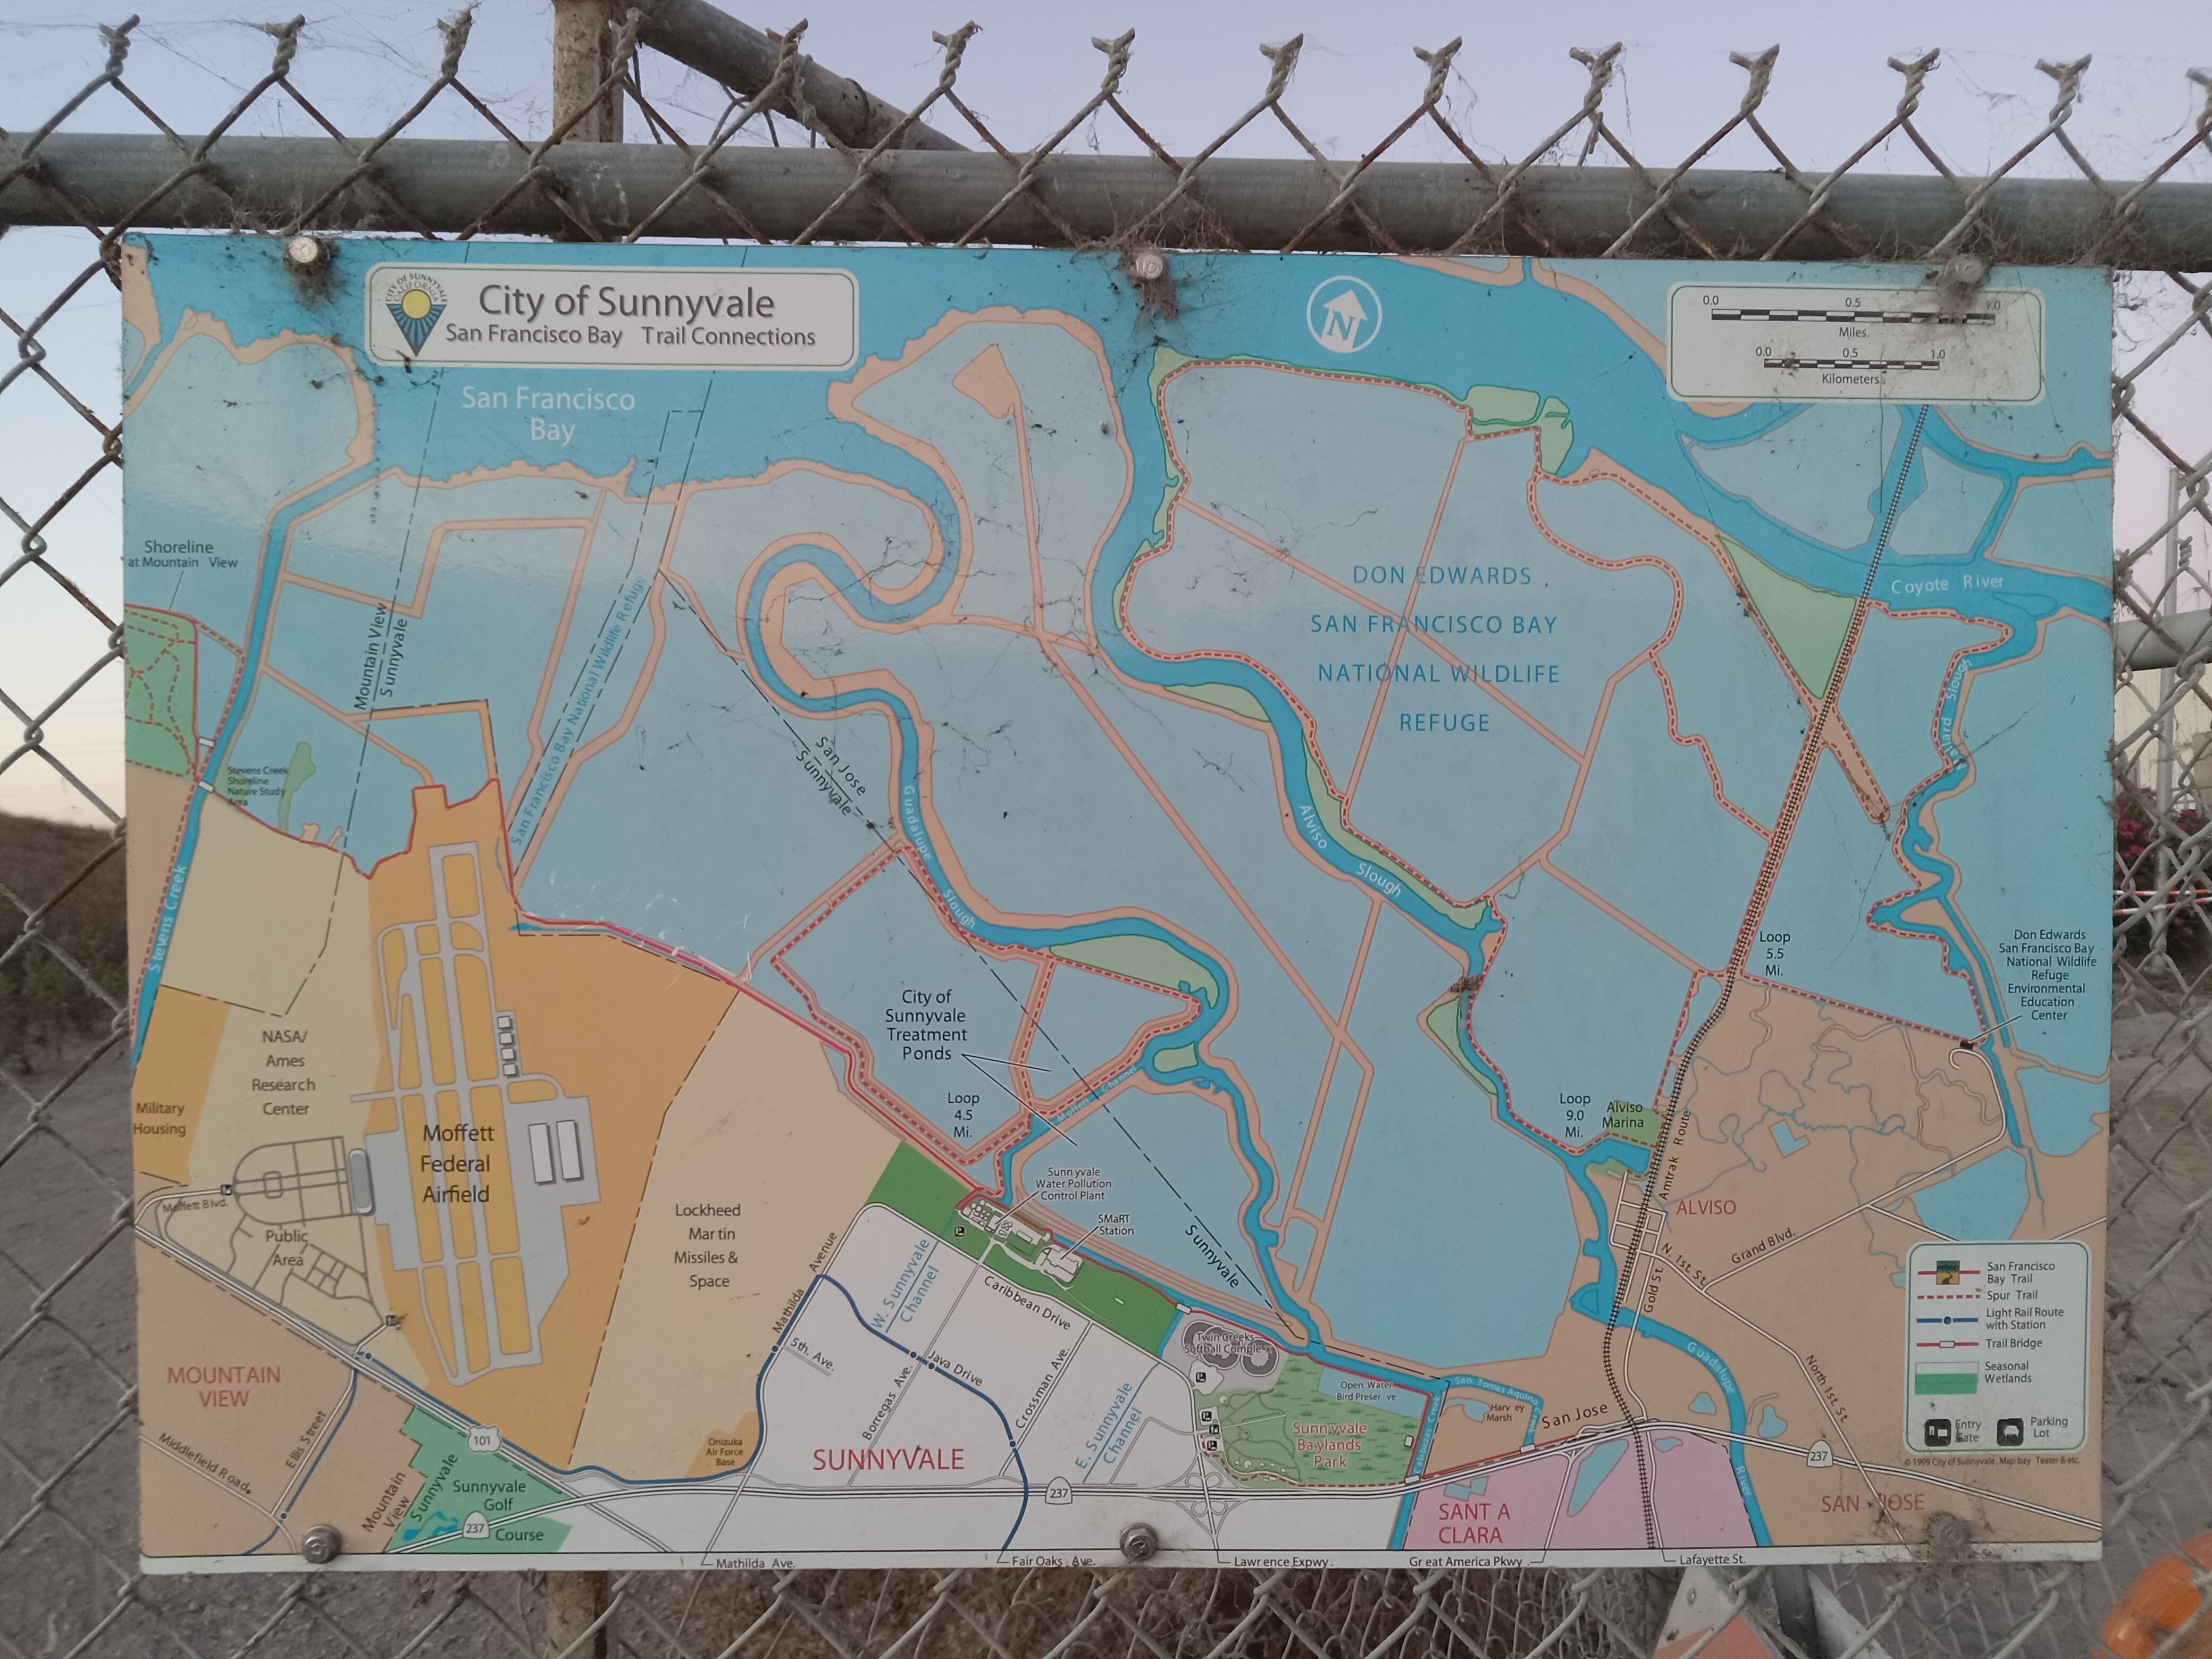 CITY OF SUNNYVALE
CALIFORNIA
City of Sunnyvale
San Francisco Bay Trail Connections
N
0.0 0.5 1.0
Miles
0.0 0.5 1.0
Kilometers
San Francisco
Bay
Shoreline
at Mountain View
Mountain View
Sunnyvale
San Francisco Bay National Wildlife Refuge
DON EDWARDS
SAN FRANCISCO BAY
NATIONAL WILDLIFE
REFUGE
Coyote River
Mallard Slough
Stevens Creek
Shoreline
Nature Study
Area
Stevens Creek
San Jose
Sunnyvale
Guadalupe Slough
Alviso Slough
City of
Sunnyvale
Treatment
Ponds
Loop
5.5
Mi.
Don Edwards
San Francisco Bay
National Wildlife
Refuge
Environmental
Education
Center
NASA/
Ames
Research
Center
Military
Housing
Moffett
Federal
Airfield
Loop
4.5
Mi.
Moffett Channel
Loop
9.0
Mi.
Alviso
Marina
Amtrak Route
Moffett Blvd.
Public
Area
Lockheed
Martin
Missiles &
Space
Sunnyvale
Water Pollution
Control Plant
SMaRT
Station
Sunnyvale
ALVISO
N. 1st St.
Grand Blvd.
Gold St.
Mathilda Avenue
W. Sunnyvale
Channel
Caribbean Drive
5th. Ave.
Borregas Ave.
Java Drive
Crossman Ave.
E. Sunnyvale
Channel
Twin Creeks
Softball Complex
Open Water
Bird Preserve
San Tomas Aquino
Calabazas Creek
Harvey
Marsh
San Jose
Guadalupe
River
North 1st St.
San Francisco
Bay Trail
Spur Trail
Light Rail Route
with Station
Trail Bridge
Seasonal
Wetlands
Entry
Gate
Parking
Lot
© 1999 City of Sunnyvale, Map by
MOUNTAIN
VIEW
Middlefield Road
Ellis Street
101
Onizuka
Air Force
Base
SUNNYVALE
Sunnyvale
Baylands
Park
237
237
Mountain
View
Sunnyvale
Sunnyvale
Golf
Course
237
SANTA
CLARA
SAN JOSE
Mathilda Ave.
Fair Oaks Ave.
Lawrence Expwy.
Great America Pkwy
Lafayette St.